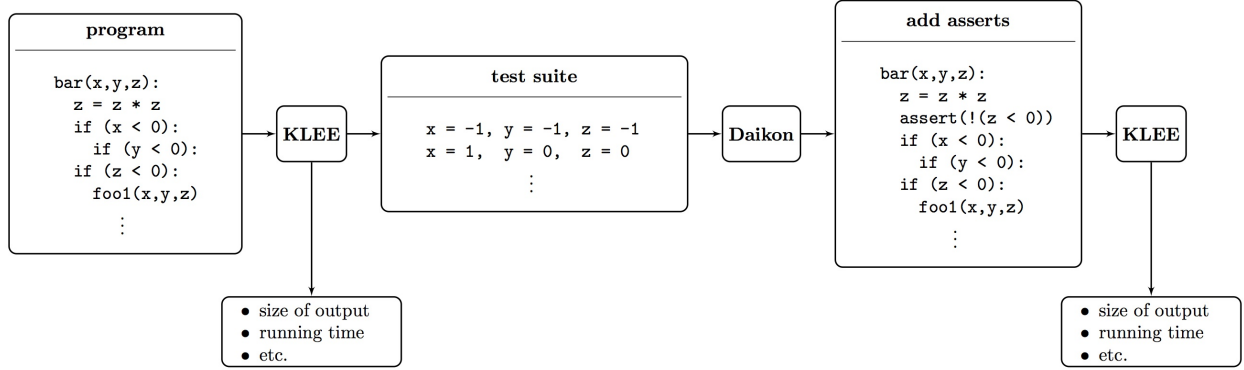 program
bar(x,y,z):
z = z * z
if (x < 0):
if (y < 0):
if (z < 0):
foo1(x,y,z)
⋮
KLEE
• size of output
• running time
• etc.
test suite
x = -1, y = -1, z = -1
x = 1, y = 0, z = 0
⋮
Daikon
add asserts
bar(x,y,z):
z = z * z
assert(!(z < 0))
if (x < 0):
if (y < 0):
if (z < 0):
foo1(x,y,z)
⋮
KLEE
• size of output
• running time
• etc.